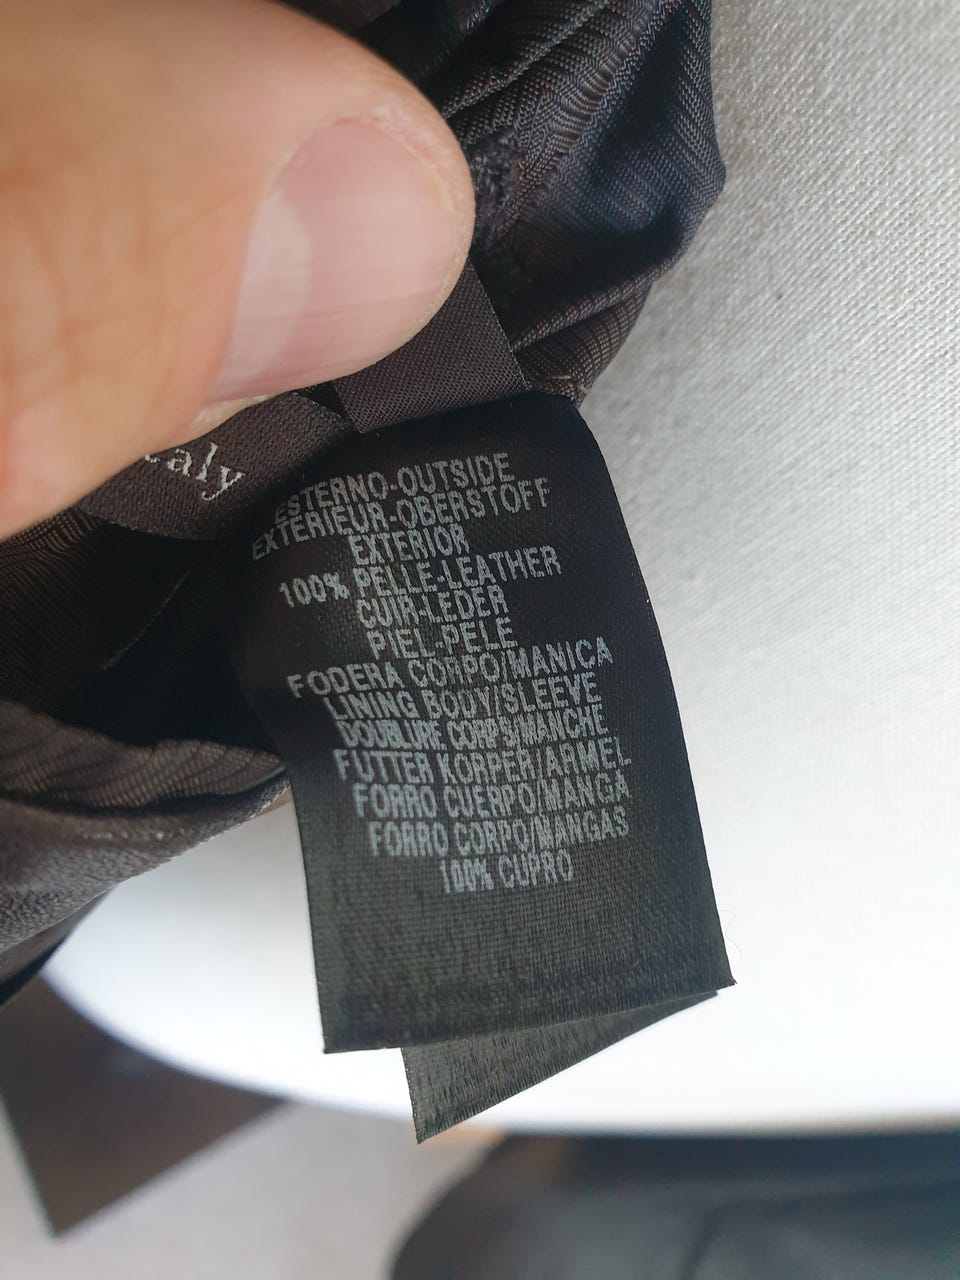 aly
ESTERNO-OUTSIDE
EXTERIEUR-OBERSTOFF
EXTERIOR
100% PELLE-LEATHER
CUIR-LEDER
PIEL-PELE
FODERA CORPO/MANICA
LINING BODY/SLEEVE
DOUBLURE CORPS/MANCHE
FUTTER KORPER/ARMEL
FORRO CUERPO/MANGA
FORRO CORPO/MANGAS
100% CUPRO